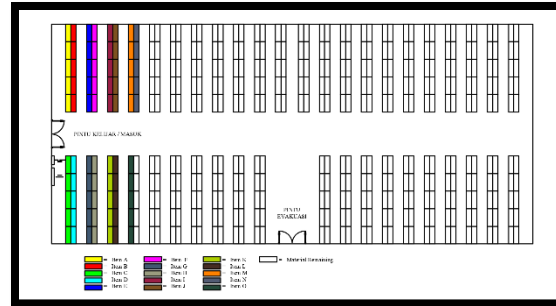 PINTU KELUAR / MASUK
PINTU
EVAKUASI
= Item A
= Item B
= Item C
= Item D
= Item E
= Item F
= Item G
= Item H
= Item I
= Item J
= Item K
= Item L
= Item M
= Item N
= Item O
= Material Remaining